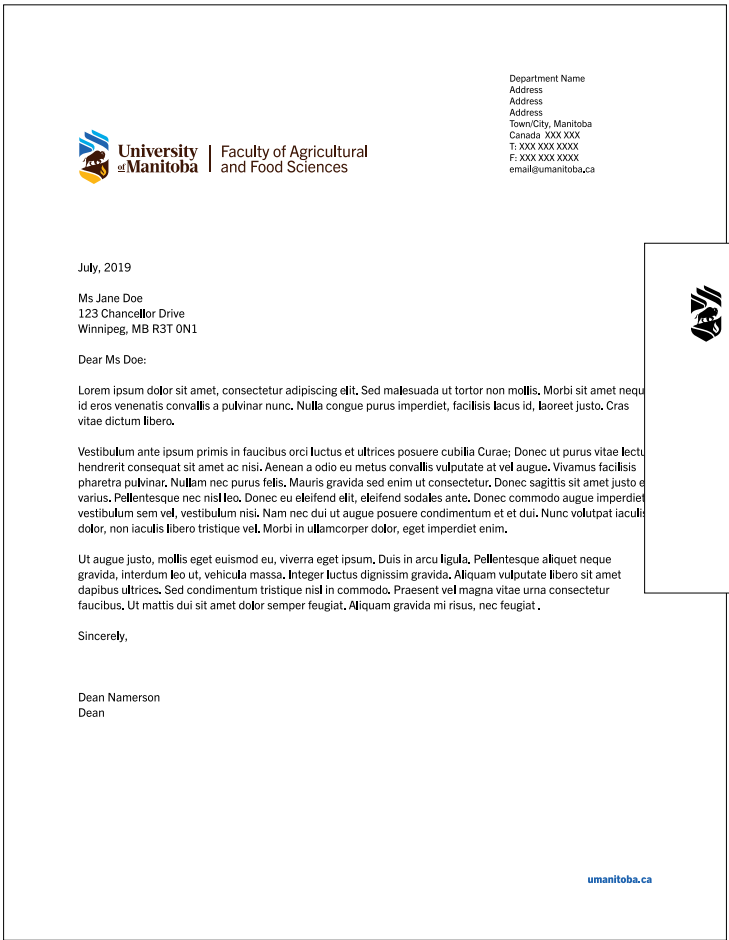 Department Name
Address
Address
Address
Town/City, Manitoba
Canada XXX XXX
T: XXX XXX XXXX
F: XXX XXX XXXX
email@umanitoba.ca
University
of Manitoba
Faculty of Agricultural
and Food Sciences
July, 2019
Ms Jane Doe
123 Chancellor Drive
Winnipeg, MB R3T 0N1
Dear Ms Doe:
Lorem ipsum dolor sit amet, consectetur adipiscing elit. Sed malesuada ut tortor non mollis. Morbi sit amet nequ
id eros venenatis convallis a pulvinar nunc. Nulla congue purus imperdiet, facilisis lacus id, laoreet justo. Cras
vitae dictum libero.
Vestibulum ante ipsum primis in faucibus orci luctus et ultrices posuere cubilia Curae; Donec ut purus vitae lectu
hendrerit consequat sit amet ac nisi. Aenean a odio eu metus convallis vulputate at vel augue. Vivamus facilisis
pharetra pulvinar. Nullam nec purus felis. Mauris gravida sed enim ut consectetur. Donec sagittis sit amet justo e
varius. Pellentesque nec nisl leo. Donec eu eleifend elit, eleifend sodales ante. Donec commodo augue imperdiet
vestibulum sem vel, vestibulum nisi. Nam nec dui ut augue posuere condimentum et et dui. Nunc volutpat iaculis
dolor, non iaculis libero tristique vel. Morbi in ullamcorper dolor, eget imperdiet enim.
Ut augue justo, mollis eget euismod eu, viverra eget ipsum. Duis in arcu ligula. Pellentesque aliquet neque
gravida, interdum leo ut, vehicula massa. Integer luctus dignissim gravida. Aliquam vulputate libero sit amet
dapibus ultrices. Sed condimentum tristique nisl in commodo. Praesent vel magna vitae urna consectetur
faucibus. Ut mattis dui sit amet dolor semper feugiat. Aliquam gravida mi risus, nec feugiat .
Sincerely,
Dean Namerson
Dean
umanitoba.ca